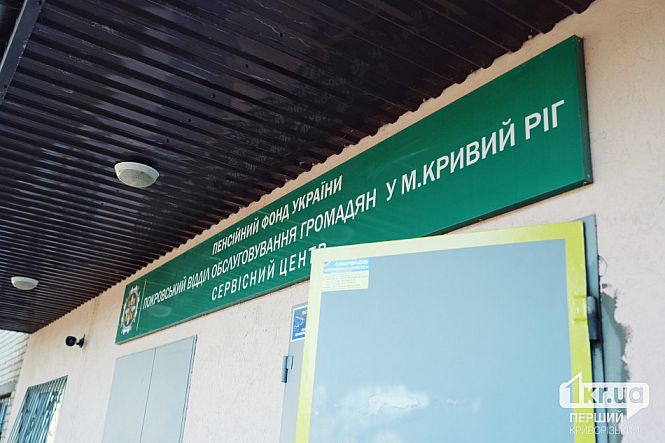 ПЕНСІЙНИЙ ФОНД УКРАЇНИ
ПОКРОВСЬКИЙ ВІДДІЛ ОБСЛУГОВУВАННЯ ГРОМАДЯН У М.КРИВИЙ РІГ
СЕРВІСНИЙ ЦЕНТР
1kr.ua
ПЕРШИЙ
КРИВОРІЗЬКИЙ